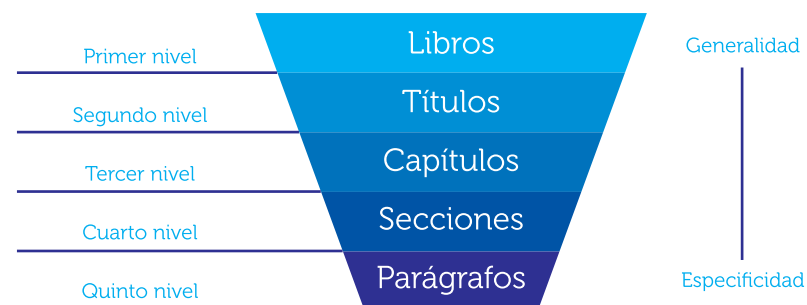 Primer nivel
Libros
Generalidad
Segundo nivel
Títulos
Tercer nivel
Capítulos
Cuarto nivel
Secciones
Quinto nivel
Parágrafos
Especificidad